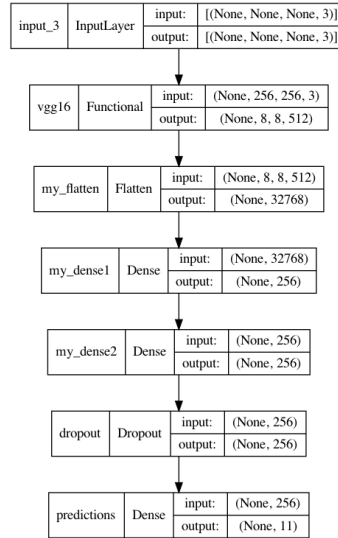 input_3 InputLayer input: [(None, None, None, 3)]
output: [(None, None, None, 3)]
vgg16 Functional input: (None, 256, 256, 3)
output: (None, 8, 8, 512)
my_flatten Flatten input: (None, 8, 8, 512)
output: (None, 32768)
my_dense1 Dense input: (None, 32768)
output: (None, 256)
my_dense2 Dense input: (None, 256)
output: (None, 256)
dropout Dropout input: (None, 256)
output: (None, 256)
predictions Dense input: (None, 256)
output: (None, 11)